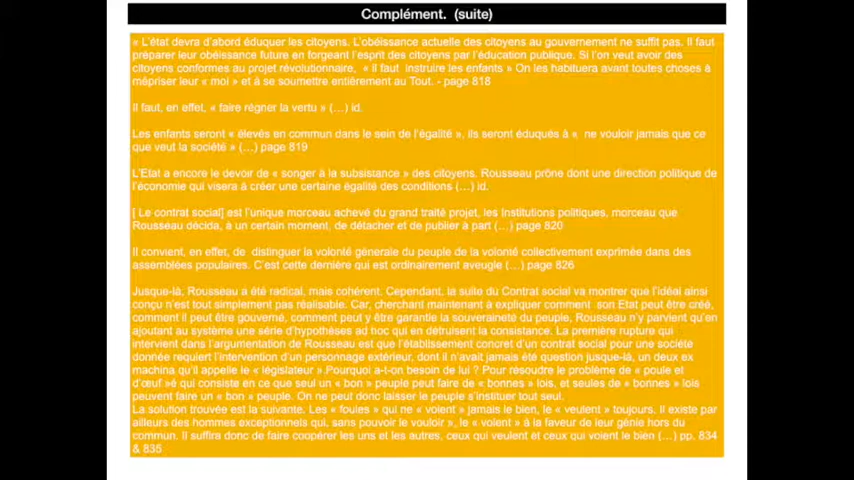 Complément. (suite)
« L'état devra d'abord éduquer les citoyens. L'obéissance actuelle des citoyens au gouvernement ne suffit pas. Il faut
préparer leur obéissance future en forgeant l'esprit des citoyens par l'éducation publique. Si l'on veut avoir des
citoyens conformes au projet révolutionnaire, « il faut instruire les enfants » On les habituera avant toutes choses à
mépriser leur « moi » et à se soumettre entièrement au Tout. - page 818
Il faut, en effet, « faire régner la vertu » (...) id.
Les enfants seront « élevés en commun dans le sein de l'égalité », ils seront éduqués à « ne vouloir jamais que ce
que veut la société » (...) page 819
L'Etat a encore le devoir de « songer à la subsistance » des citoyens. Rousseau prône dont une direction politique de
l'économie qui visera à créer une certaine égalité des conditions (...) id.
[ Le contrat social] est l'unique morceau achevé du grand traité projet, les Institutions politiques, morceau que
Rousseau décida, à un certain moment, de détacher et de publier à part (...) page 820
Il convient, en effet, de distinguer la volonté générale du peuple de la volonté collectivement exprimée dans des
assemblées populaires. C'est cette dernière qui est ordinairement aveugle (...) page 826
Jusque-là, Rousseau a été radical, mais cohérent. Cependant, la suite du Contrat social va montrer que l'idéal ainsi
conçu n'est tout simplement pas réalisable. Car, cherchant maintenant à expliquer comment son Etat peut être créé,
comment il peut être gouverné, comment peut y être garantie la souveraineté du peuple, Rousseau n'y parvient qu'en
ajoutant au système une série d'hypothèses ad hoc qui en détruisent la consistance. La première rupture qui
intervient dans l'argumentation de Rousseau est que l'établissement concret d'un contrat social pour une société
donnée requiert l'intervention d'un personnage extérieur, dont il n'avait jamais été question jusque-là, un deux ex
machina qu'il appelle le « législateur ».Pourquoi a-t-on besoin de lui ? Pour résoudre le problème de « poule et
d'œuf »é qui consiste en ce que seul un « bon » peuple peut faire de « bonnes » lois, et seules de « bonnes » lois
peuvent faire un « bon » peuple. On ne peut donc laisser le peuple s'instituer tout seul.
La solution trouvée est la suivante. Les « foules » qui ne « voient » jamais le bien, le « veulent » toujours. Il existe par
ailleurs des hommes exceptionnels qui, sans pouvoir le vouloir », le « voient » à la faveur de leur génie hors du
commun. Il suffira donc de faire coopérer les uns et les autres, ceux qui veulent et ceux qui voient le bien (...) pp. 834
& 835